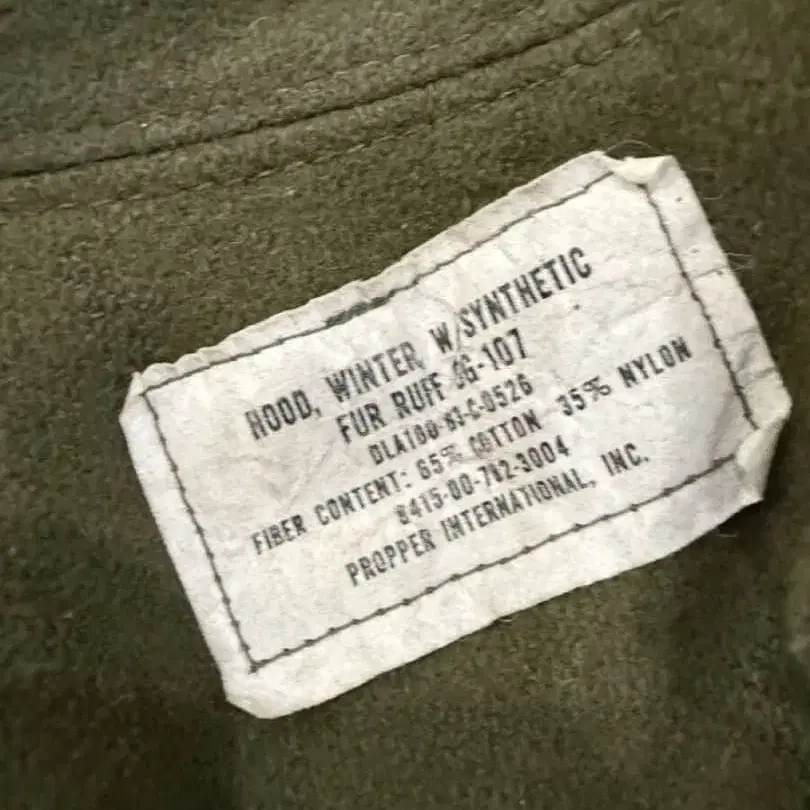 HOOD, WINTER, W/SYNTHETIC
FUR RUFF OG-107
DLA100-83-C-0526
FIBER CONTENT: 65% COTTON 35% NYLON
8415-00-782-3004
PROPPER INTERNATIONAL, INC.